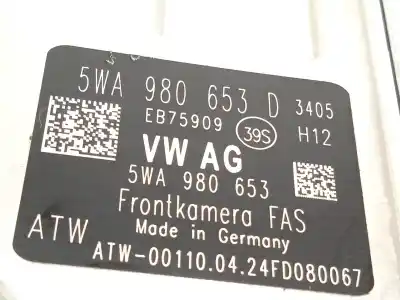 5WA 980 653 D 3405
EB75909 39S H12
VW AG
5WA 980 653
Frontkamera FAS
ATW Made in Germany
ATW-00110.04.24FD080067